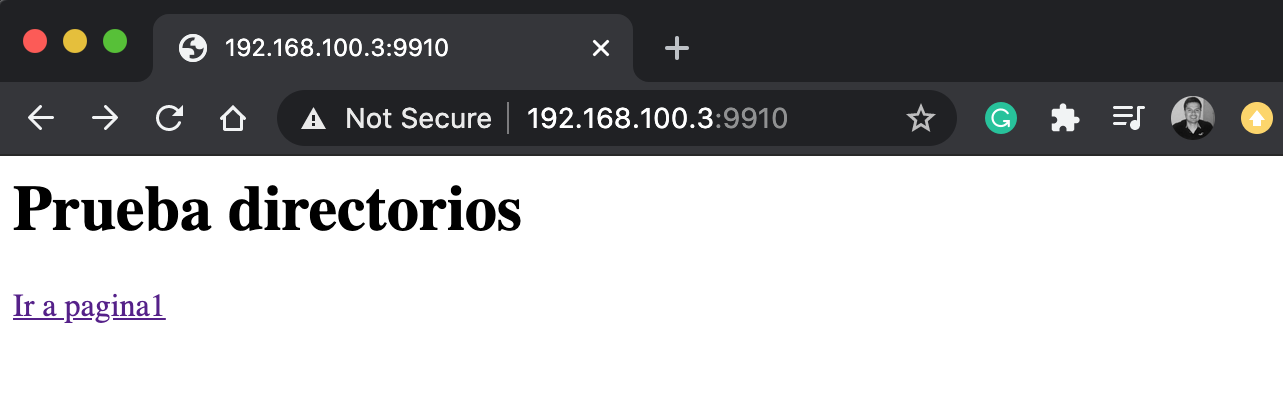 192.168.100.3:9910
Not Secure 192.168.100.3:9910
Prueba directorios
Ir a pagina1